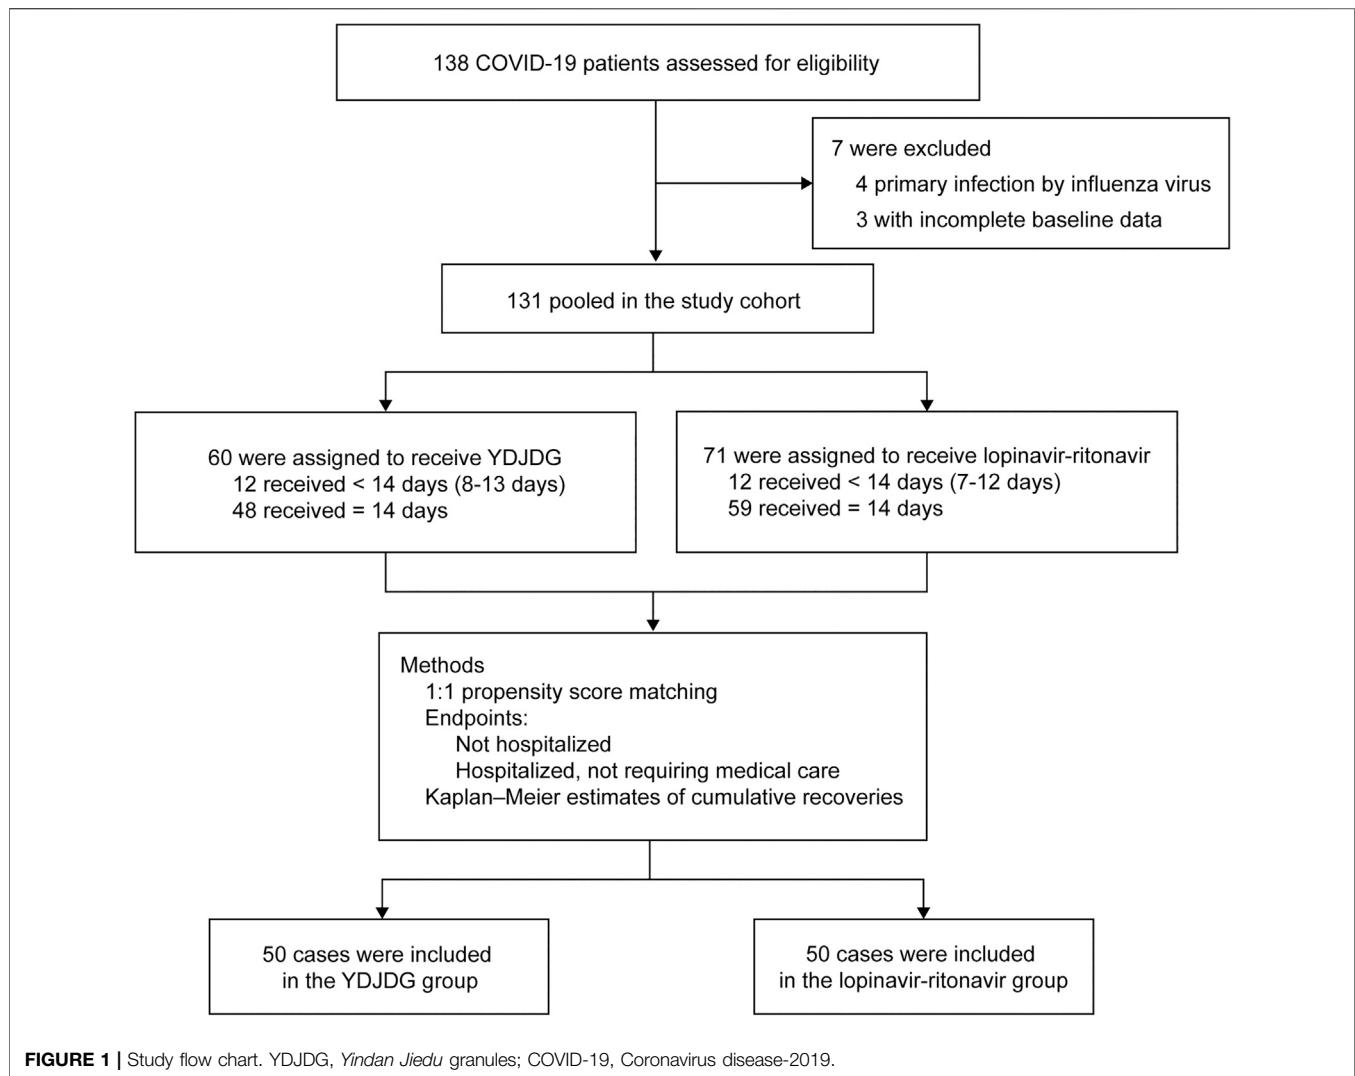 138 COVID-19 patients assessed for eligibility
7 were excluded
4 primary infection by influenza virus
3 with incomplete baseline data
131 pooled in the study cohort
60 were assigned to receive YDJDG
12 received < 14 days (8-13 days)
48 received = 14 days
71 were assigned to receive lopinavir-ritonavir
12 received < 14 days (7-12 days)
59 received = 14 days
Methods
1:1 propensity score matching
Endpoints:
Not hospitalized
Hospitalized, not requiring medical care
Kaplan–Meier estimates of cumulative recoveries
50 cases were included
in the YDJDG group
50 cases were included
in the lopinavir-ritonavir group
FIGURE 1 | Study flow chart. YDJDG, Yindan Jiedu granules; COVID-19, Coronavirus disease-2019.